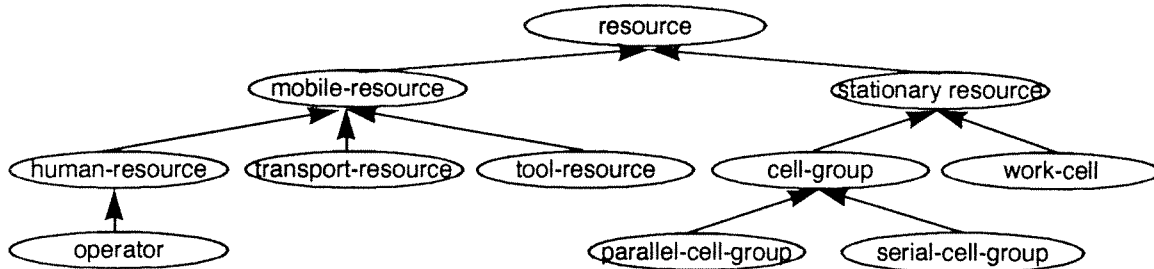 resource
mobile-resource
stationary resource
human-resource
transport-resource
tool-resource
cell-group
work-cell
operator
parallel-cell-group
serial-cell-group